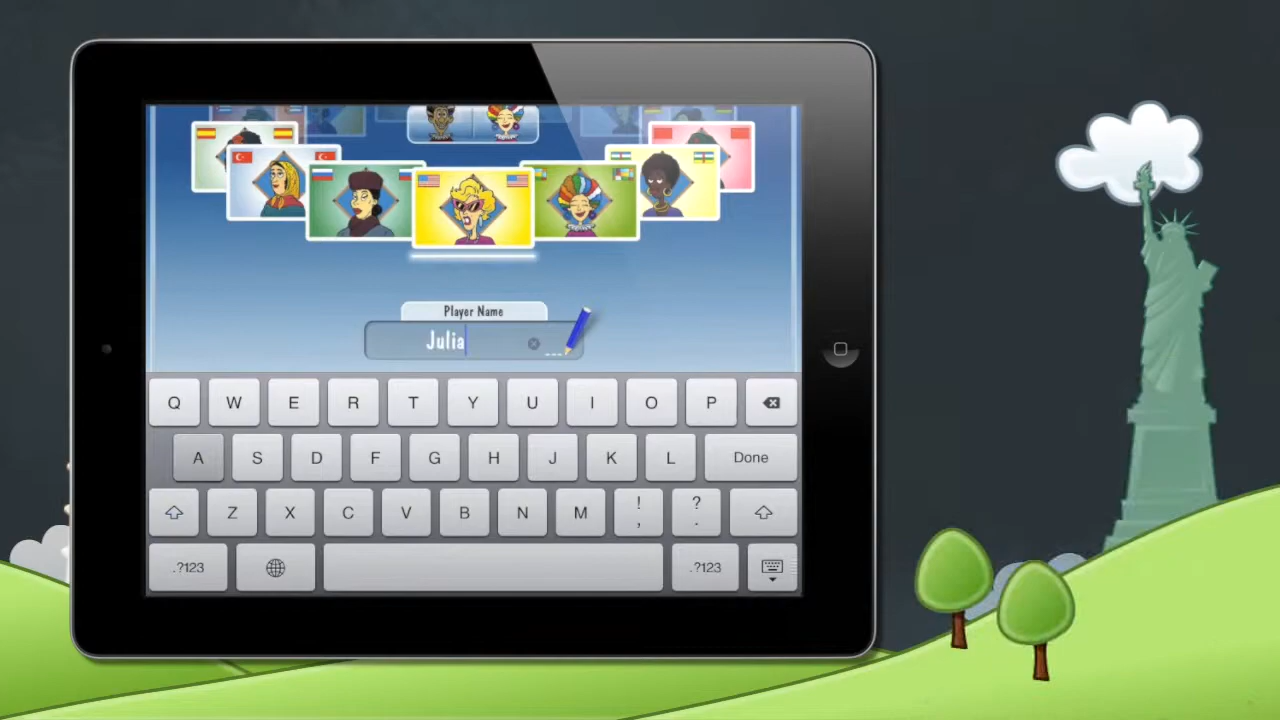 Player Name
Julia
Q W E R T Y U I O P
A S D F G H J K L Done
Z X C V B N M ! , ? .
.?123 .?123